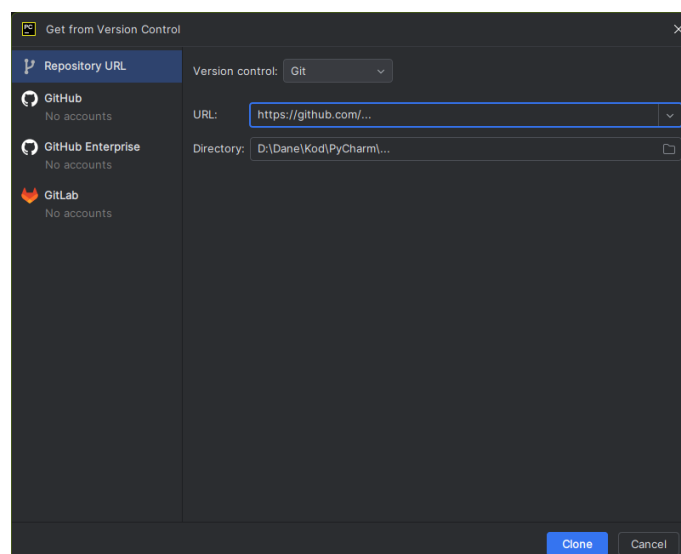 PC
Get from Version Control
Repository URL
GitHub
No accounts
GitHub Enterprise
No accounts
GitLab
No accounts
Version control: Git
URL: https://github.com/...
Directory: D:\Dane\Kod\PyCharm\...
Clone Cancel